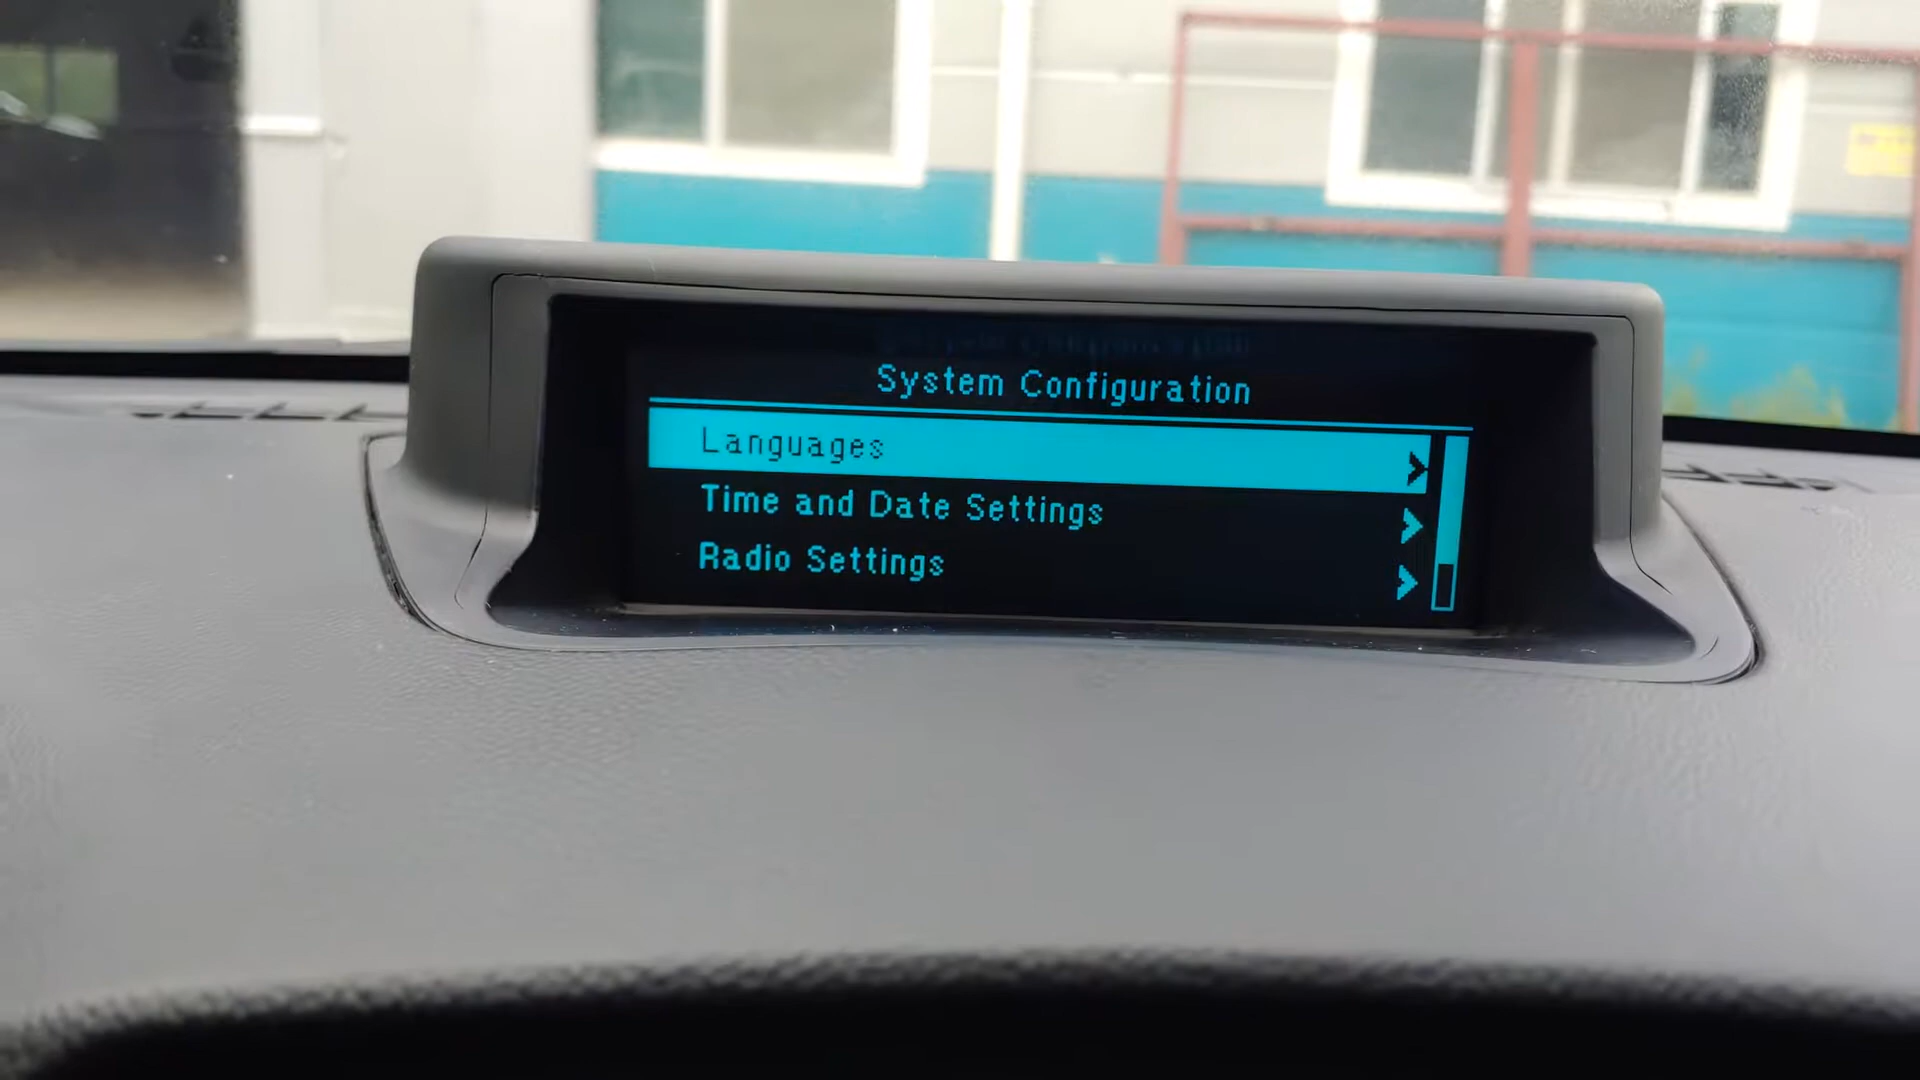 System Configuration
Languages
Time and Date Settings
Radio Settings